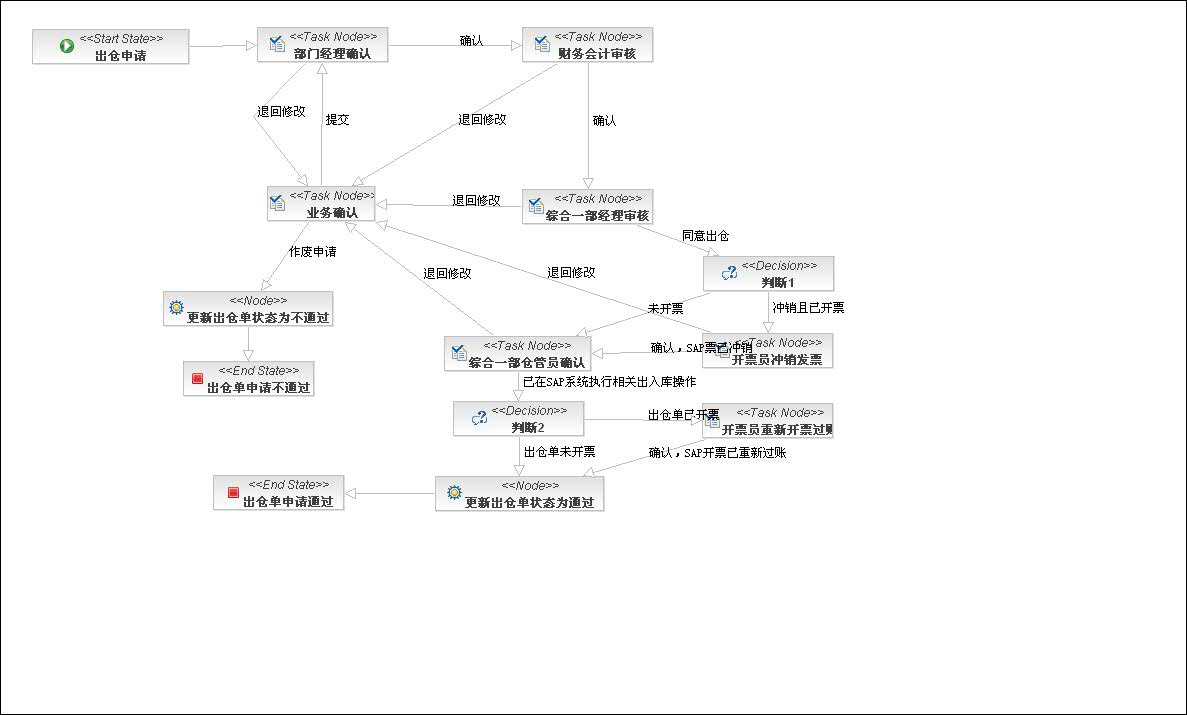 <<Start State>>
出仓申请
<<Task Node>>
部门经理确认
确认
<<Task Node>>
财务会计审核
退回修改
提交
退回修改
确认
<<Task Node>>
业务确认
退回修改
<<Task Node>>
综合一部经理审核
作废申请
同意出仓
退回修改
退回修改
<<Decision>>
判断1
<<Node>>
更新出仓单状态为不通过
未开票
冲销且已开票
<<Task Node>>
综合一部仓管员确认
确认，SAP票已冲销
<<Task Node>>
开票员冲销发票
<<End State>>
出仓单申请不通过
已在SAP系统执行相关出入库操作
<<Decision>>
判断2
出仓单已开票
<<Task Node>>
开票员重新开票过账
出仓单未开票
确认，SAP开票已重新过账
<<End State>>
出仓单申请通过
<<Node>>
更新出仓单状态为通过